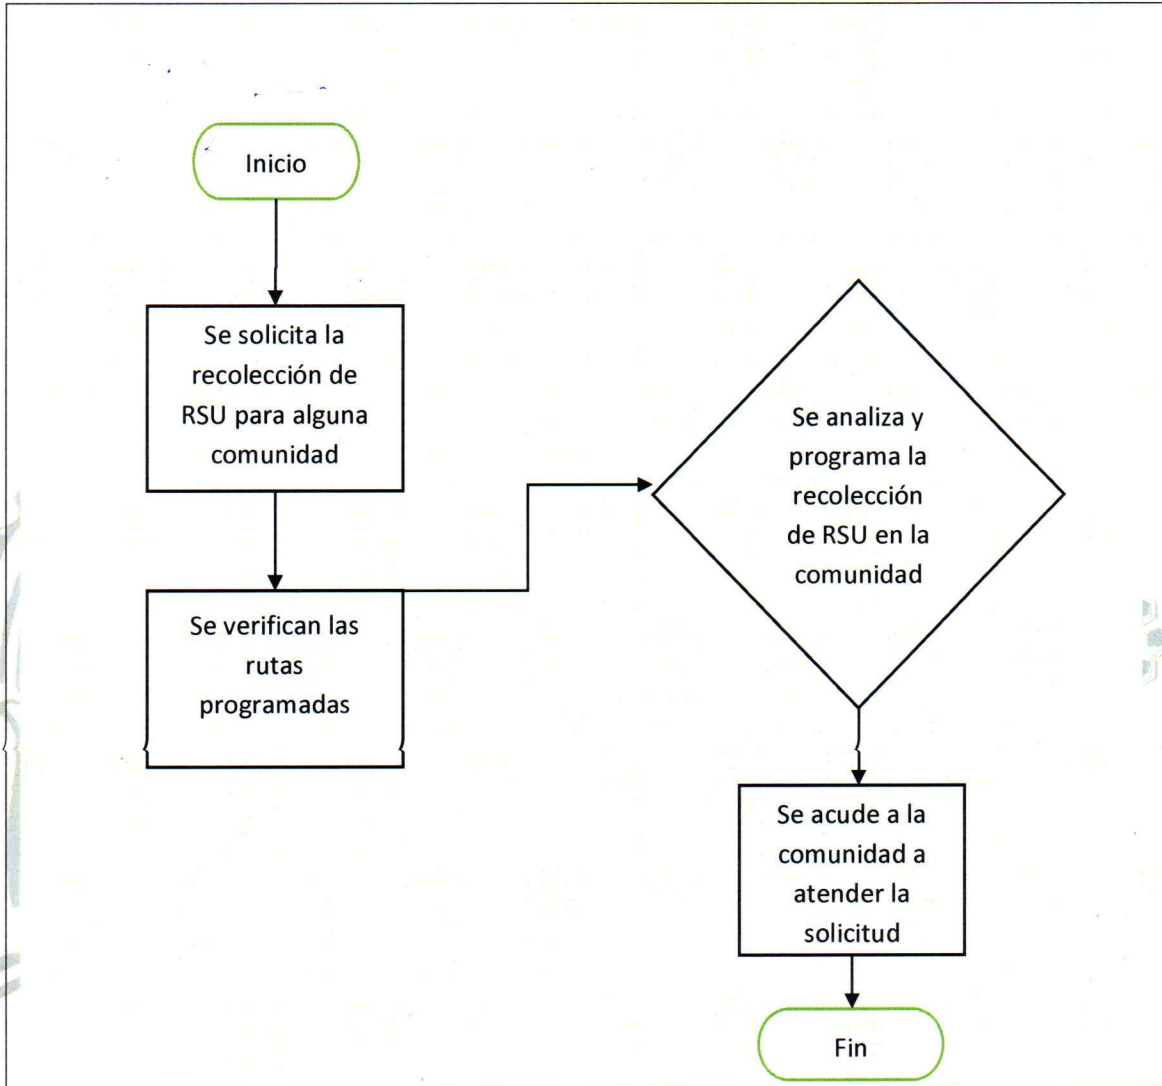 Inicio
Se solicita la
recolección de
RSU para alguna
comunidad
Se verifican las
rutas
programadas
Se analiza y
programa la
recolección
de RSU en la
comunidad
Se acude a la
comunidad a
atender la
solicitud
Fin